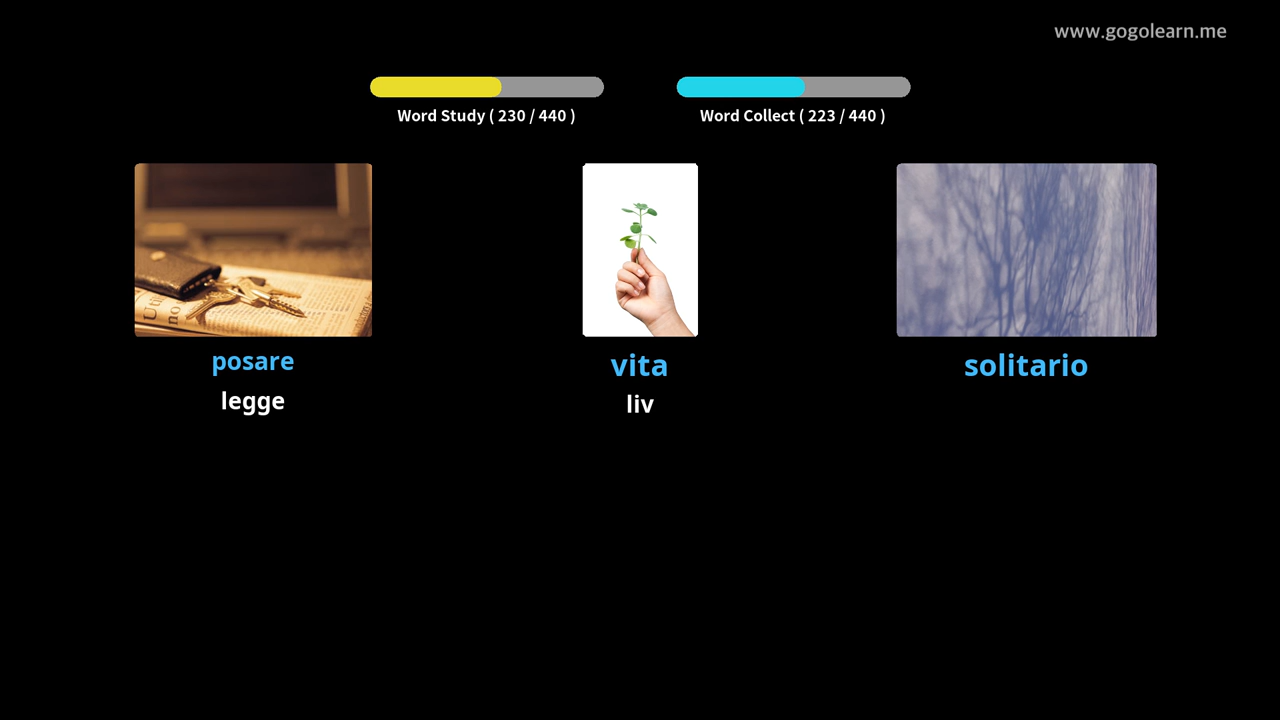 www.gogolearn.me
Word Study ( 230 / 440 )
Word Collect ( 223 / 440 )
posare
legge
vita
liv
solitario